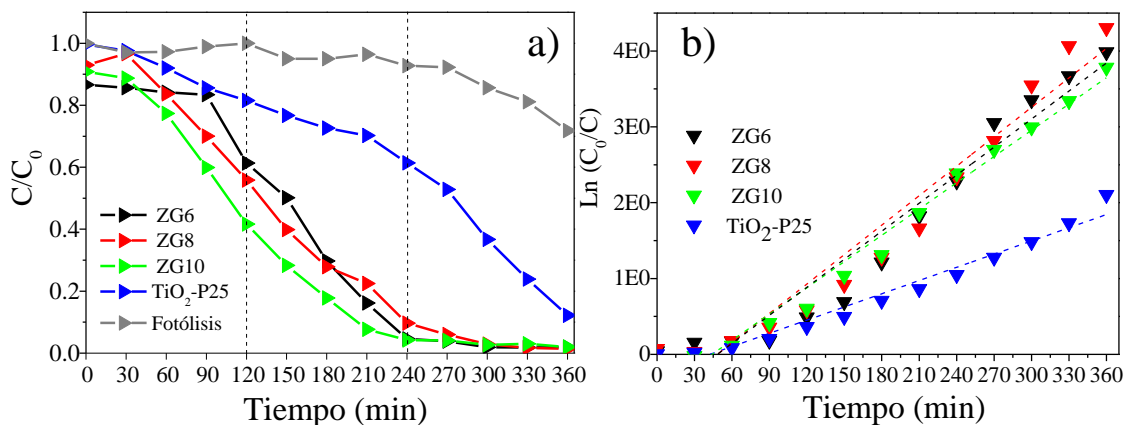 a)
C/C0
1.0
0.8
0.6
0.4
0.2
0.0
ZG6
ZG8
ZG10
TiO2-P25
Fotólisis
0 30 60 90 120 150 180 210 240 270 300 330 360
Tiempo (min)
b)
Ln (C0/C)
4E0
3E0
2E0
1E0
0
ZG6
ZG8
ZG10
TiO2-P25
0 30 60 90 120 150 180 210 240 270 300 330 360
Tiempo (min)